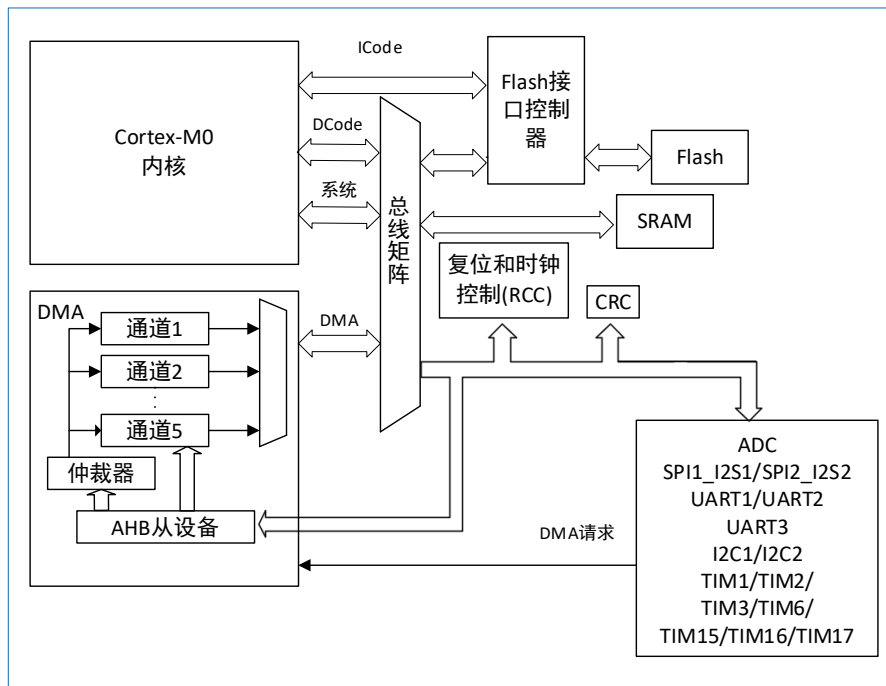 ICode
Cortex-M0
内核
DCode
系统
Flash接
口控制
器
Flash
总
线
矩
阵
SRAM
复位和时钟
控制(RCC)
CRC
DMA
通道1
通道2
通道5
仲裁器
AHB从设备
DMA
DMA请求
ADC
SPI1_I2S1/SPI2_I2S2
UART1/UART2
UART3
I2C1/I2C2
TIM1/TIM2/
TIM3/TIM6/
TIM15/TIM16/TIM17